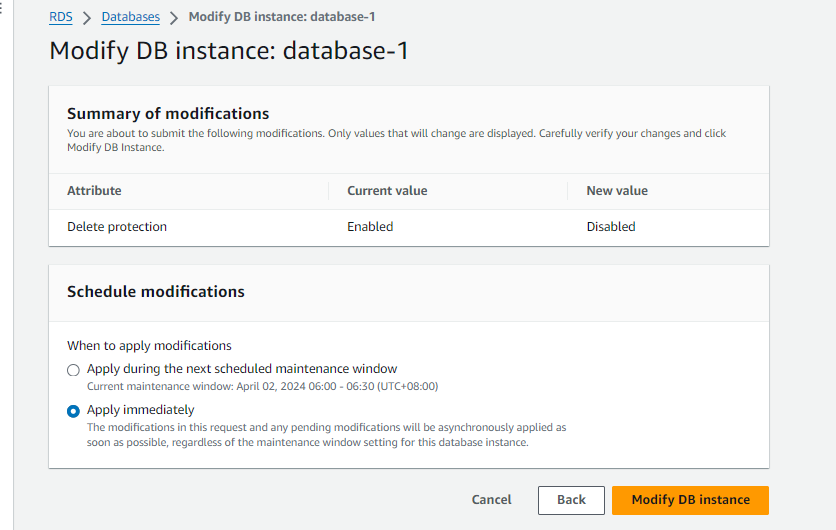 RDS > Databases > Modify DB instance: database-1
Modify DB instance: database-1
Summary of modifications
You are about to submit the following modifications. Only values that will change are displayed. Carefully verify your changes and click
Modify DB Instance.
Attribute Current value New value
Delete protection Enabled Disabled
Schedule modifications
When to apply modifications
Apply during the next scheduled maintenance window
Current maintenance window: April 02, 2024 06:00 - 06:30 (UTC+08:00)
Apply immediately
The modifications in this request and any pending modifications will be asynchronously applied as
soon as possible, regardless of the maintenance window setting for this database instance.
Cancel Back Modify DB instance